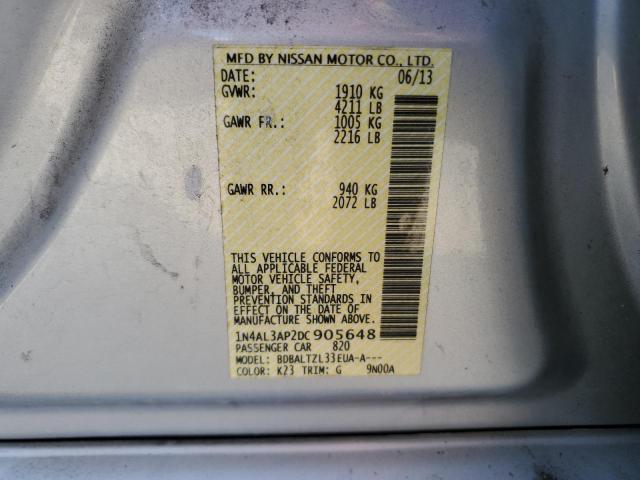 MFD BY NISSAN MOTOR CO., LTD.
DATE: 06/13
GVWR: 1910 KG
4211 LB
GAWR FR.: 1005 KG
2216 LB
GAWR RR.: 940 KG
2072 LB
THIS VEHICLE CONFORMS TO
ALL APPLICABLE FEDERAL
MOTOR VEHICLE SAFETY,
BUMPER, AND THEFT
PREVENTION STANDARDS IN
EFFECT ON THE DATE OF
MANUFACTURE SHOWN ABOVE.
1N4AL3AP2DC905648
PASSENGER CAR 820
MODEL: BDBALTZL33EUA-A---
COLOR: K23 TRIM: G 9N00A